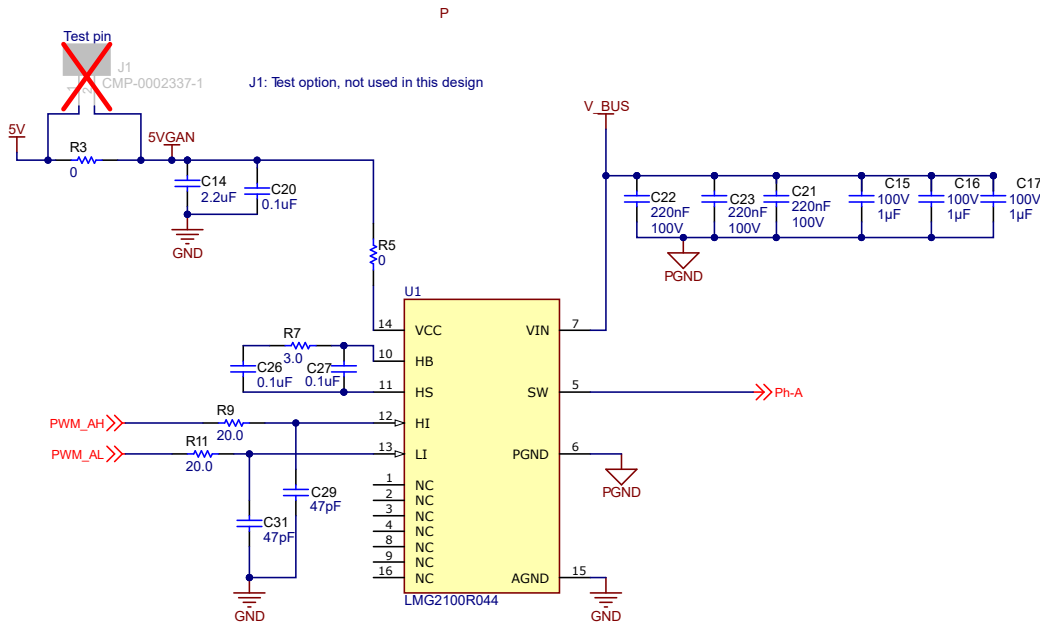 P
Test pin
J1
CMP-0002337-1
1
2
J1: Test option, not used in this design
5V
R3
0
5VGAN
C14
2.2uF
C20
0.1uF
GND
R5
0
V_BUS
C22
220nF
100V
C23
220nF
100V
C21
220nF
100V
C15
100V
1µF
C16
100V
1µF
C17
100V
1µF
PGND
U1
14 VCC
VIN 7
R7
3.0
10 HB
C26
0.1uF
C27
0.1uF
11 HS
SW 5
Ph-A
PWM_AH
R9
20.0
12 HI
PWM_AL
R11
20.0
13 LI
PGND 6
PGND
1 NC
2 NC
3 NC
4 NC
8 NC
9 NC
16 NC
C29
47pF
C31
47pF
AGND 15
GND
GND
LMG2100R044